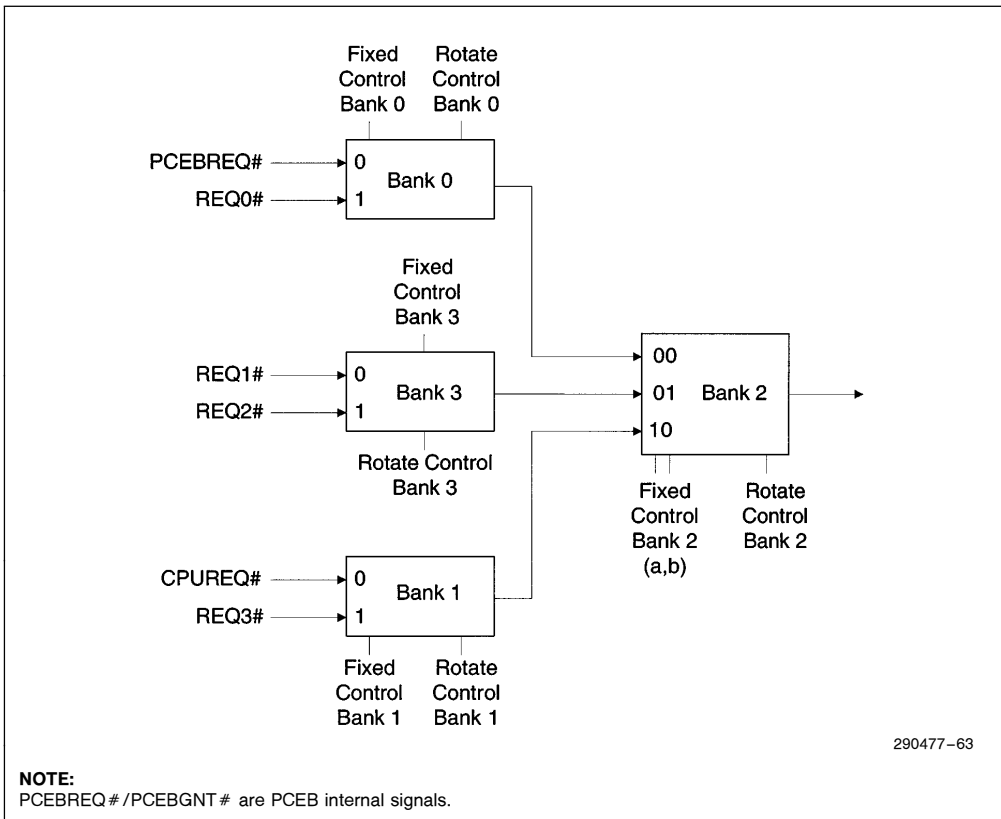 Fixed
Control
Bank 0
Rotate
Control
Bank 0
PCEBREQ#
0
Bank 0
REQ0#
1
Fixed
Control
Bank 3
REQ1#
0
Bank 3
REQ2#
1
Rotate Control
Bank 3
00
01
Bank 2
10
Fixed
Control
Bank 2
(a,b)
Rotate
Control
Bank 2
CPUREQ#
0
Bank 1
REQ3#
1
Fixed
Control
Bank 1
Rotate
Control
Bank 1
290477–63
NOTE:
PCEBREQ#/PCEBGNT# are PCEB internal signals.